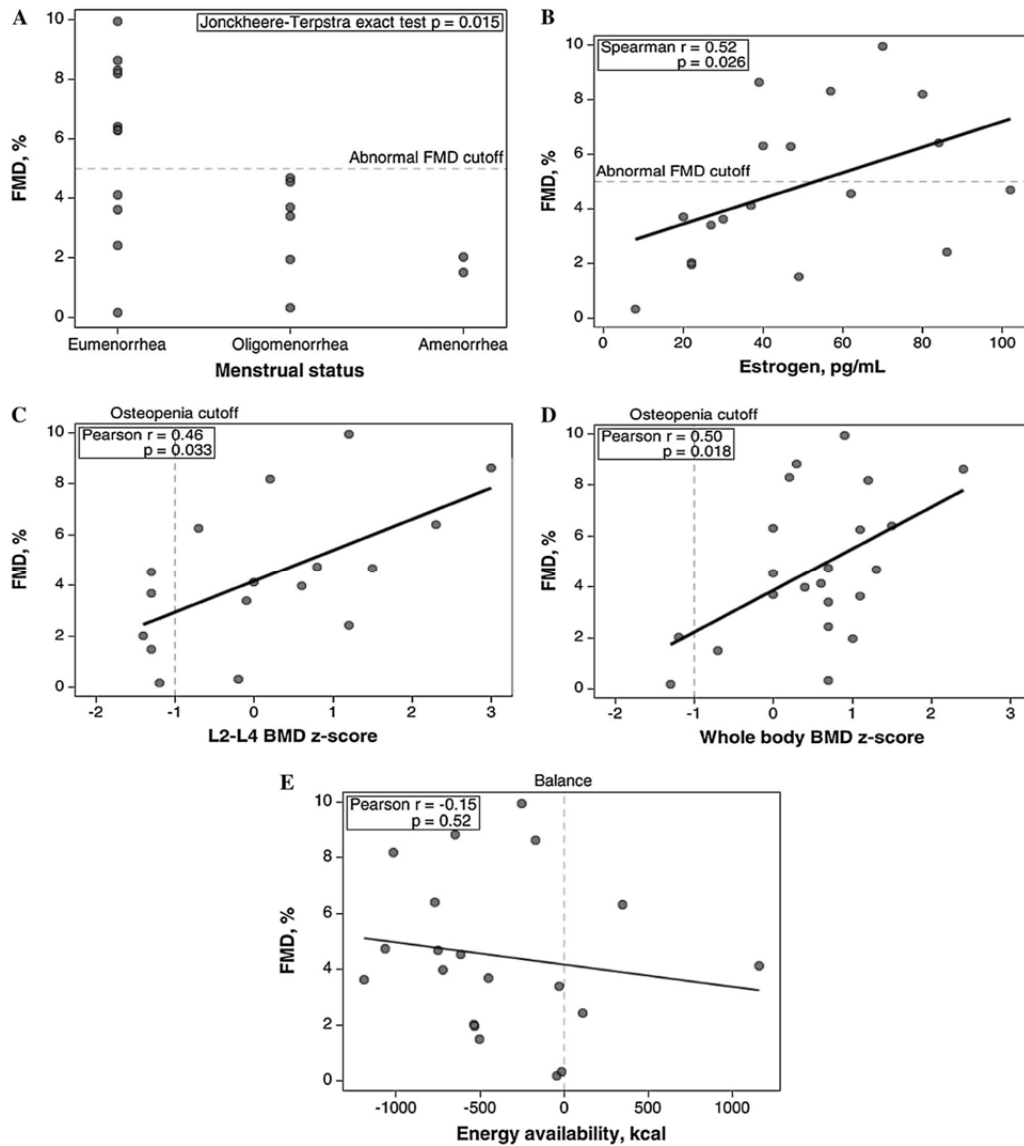 A
Jonckheere-Terpstra exact test p = 0.015
10
8
6
4
2
0
FMD, %
Abnormal FMD cutoff
Eumenorrhea Oligomenorrhea Amenorrhea
Menstrual status
B
Spearman r = 0.52
p = 0.026
10
8
6
4
2
0
FMD, %
Abnormal FMD cutoff
0 20 40 60 80 100
Estrogen, pg/mL
C
Osteopenia cutoff
Pearson r = 0.46
p = 0.033
10
8
6
4
2
0
FMD, %
-2 -1 0 1 2 3
L2-L4 BMD z-score
D
Osteopenia cutoff
Pearson r = 0.50
p = 0.018
10
8
6
4
2
0
FMD, %
-2 -1 0 1 2 3
Whole body BMD z-score
E
Balance
Pearson r = -0.15
p = 0.52
10
8
6
4
2
0
FMD, %
-1000 -500 0 500 1000
Energy availability, kcal